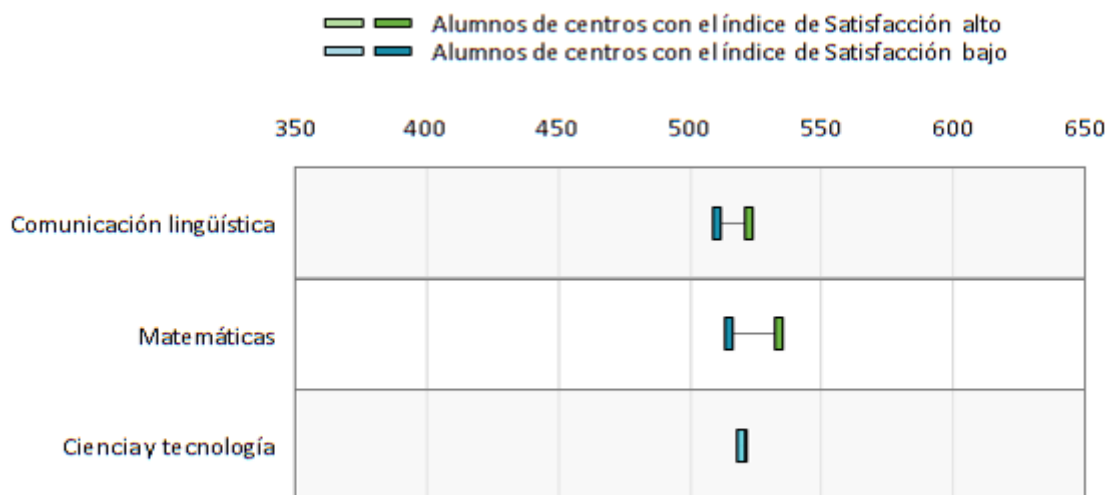 Alumnos de centros con el índice de Satisfacción alto
Alumnos de centros con el índice de Satisfacción bajo
350 400 450 500 550 600 650
Comunicación lingüística
Matemáticas
Ciencia y tecnología